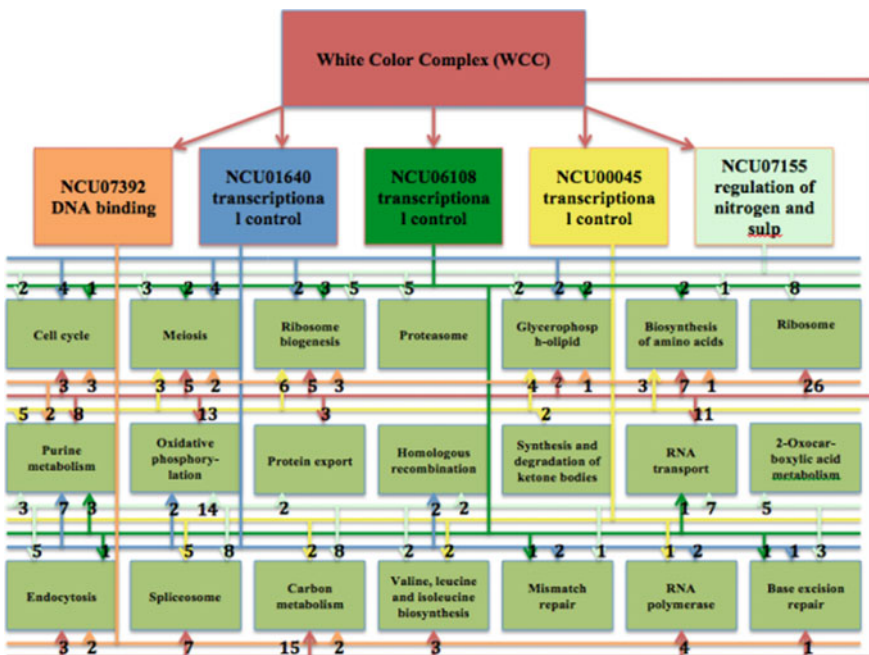 White Color Complex (WCC)
NCU07392
DNA binding
NCU01640
transcriptiona
l control
NCU06108
transcriptiona
l control
NCU00045
transcriptiona
l control
NCU07155
regulation of
nitrogen and
sulp
2 4 1 3 2 4 2 3 5 5 2 2 2 2 1 8
Cell cycle
Meiosis
Ribosome
biogenesis
Proteasome
Glycerophosp
h-olipid
Biosynthesis
of amino acids
Ribosome
3 3 3 5 2 6 5 3 4 2 1 3 7 1 26
5 2 8 13 3 2 11
Purine
metabolism
Oxidative
phosphory-
lation
Protein export
Homologous
recombination
Synthesis and
degradation of
ketone bodies
RNA
transport
2-Oxocar-
boxylic acid
metabolism
3 7 3 2 14 2 2 2 1 7 5
5 1 5 8 2 8 2 2 1 2 1 1 2 1 1 3
Endocytosis
Spliceosome
Carbon
metabolism
Valine, leucine
and isoleucine
biosynthesis
Mismatch
repair
RNA
polymerase
Base excision
repair
3 2 7 15 2 3 4 1